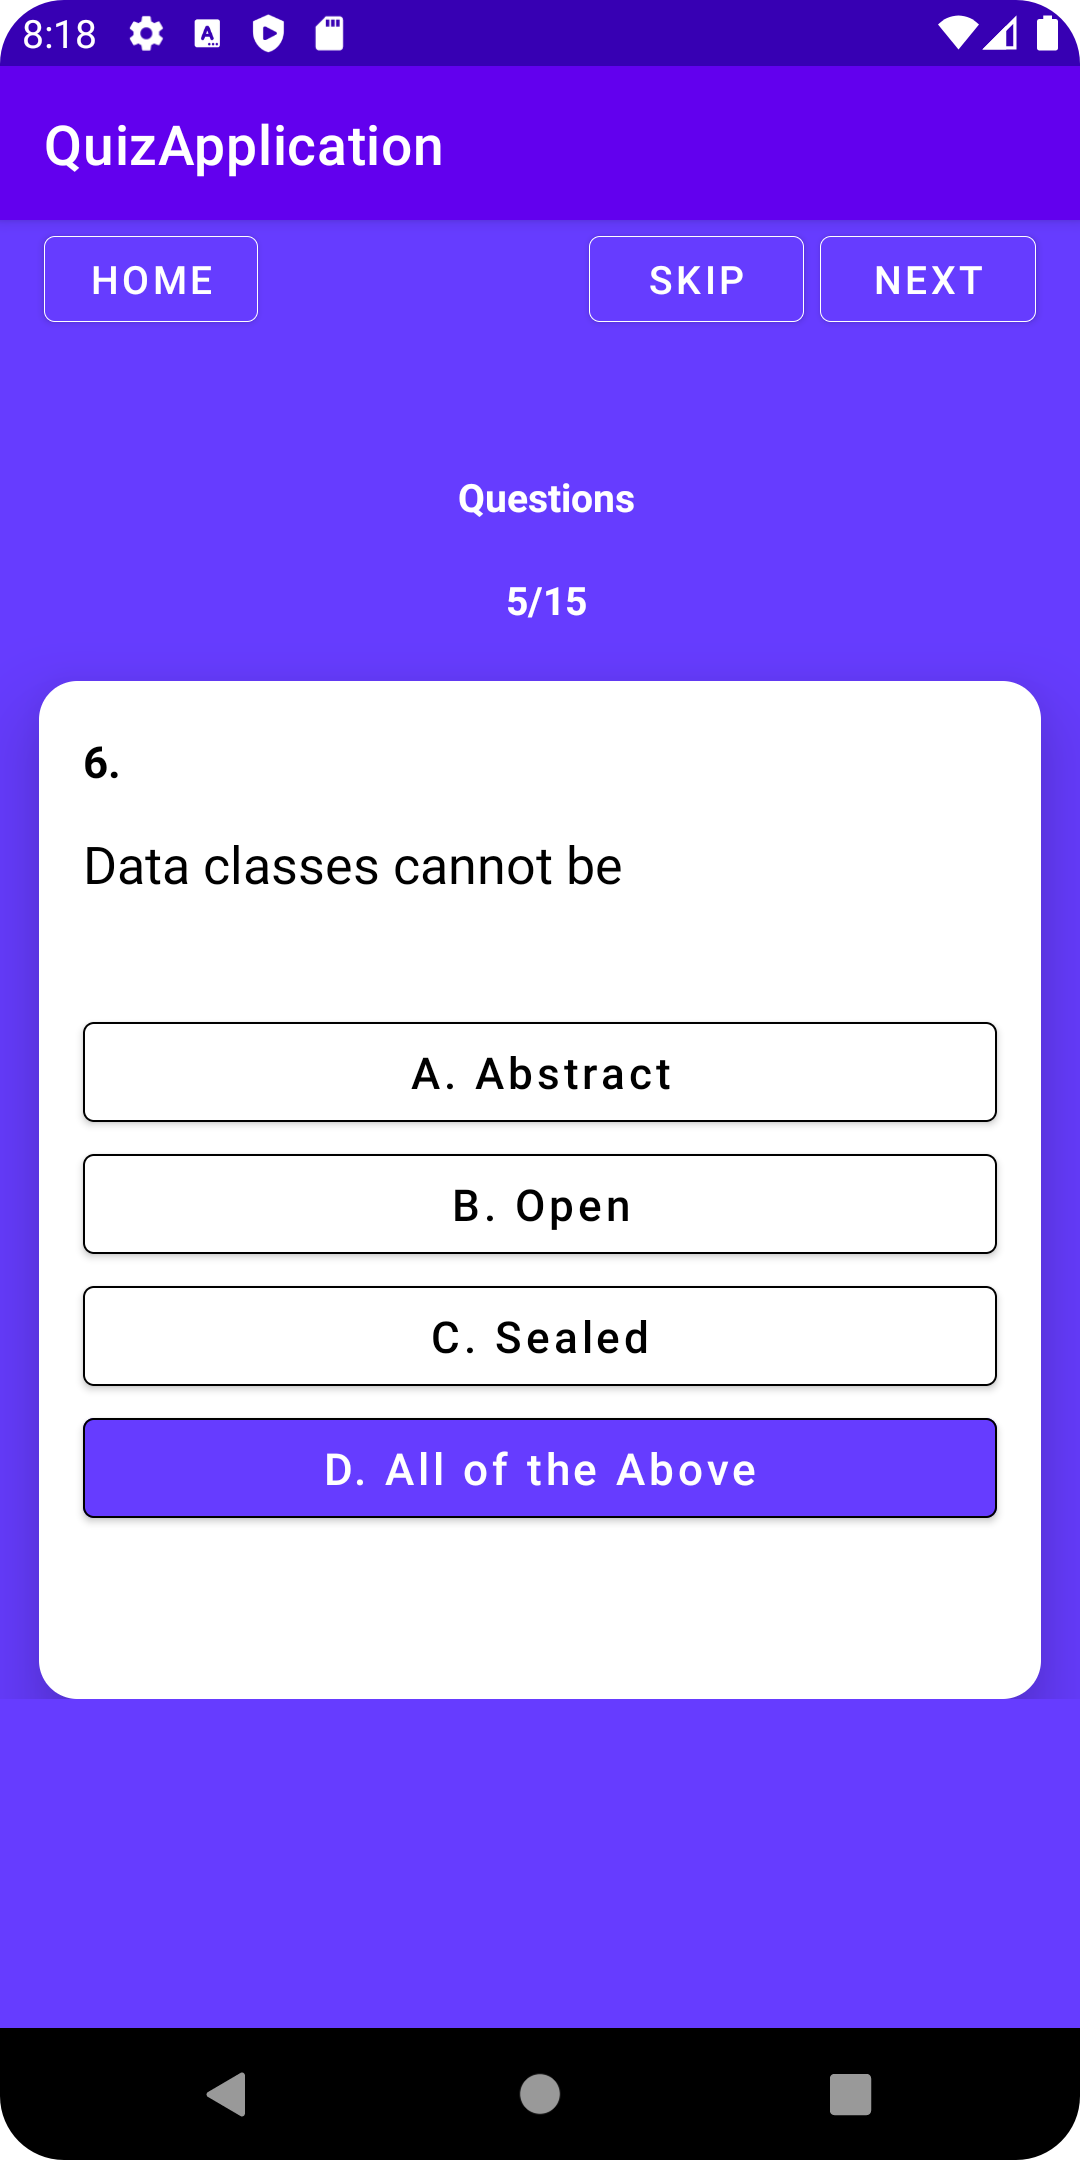 8:18
QuizApplication
HOME SKIP NEXT
Questions
5/15
6.
Data classes cannot be
A. Abstract
B. Open
C. Sealed
D. All of the Above